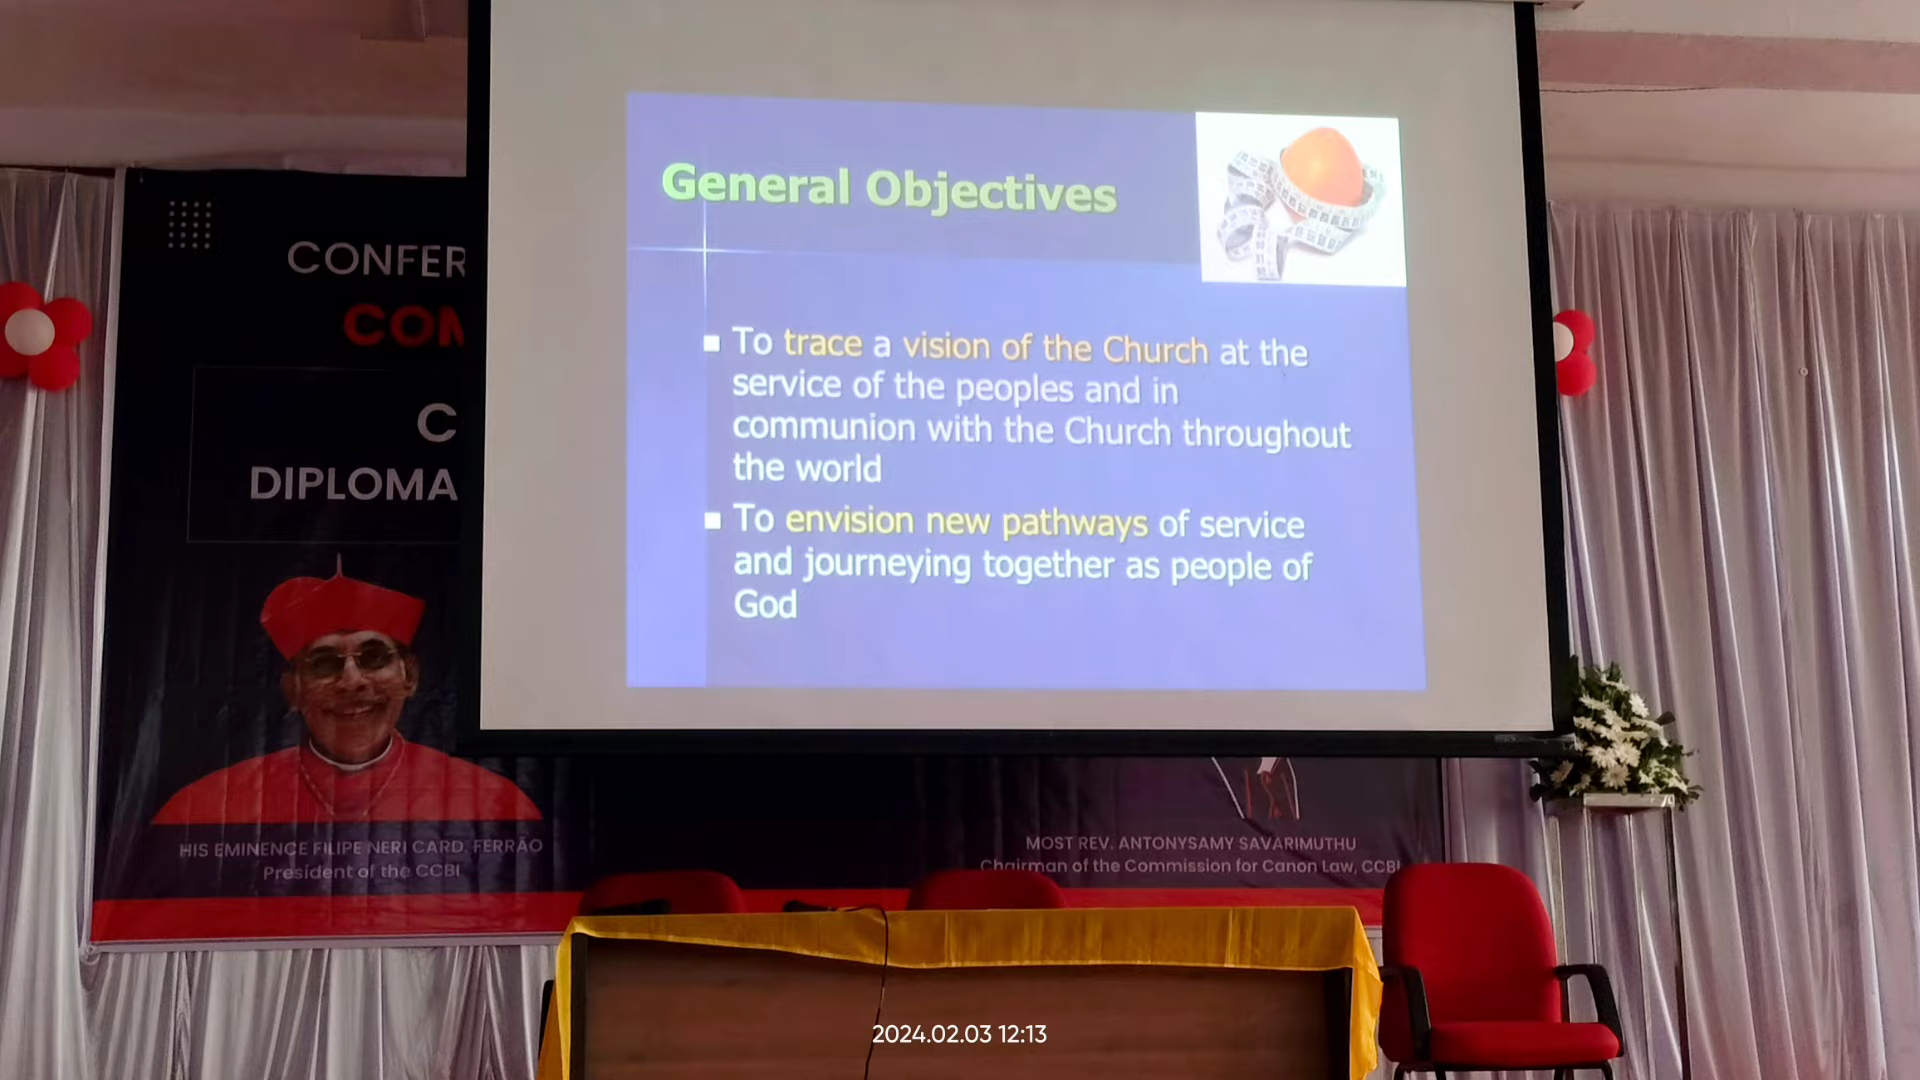 General Objectives
To trace a vision of the Church at the
service of the peoples and in
communion with the Church throughout
the world
To envision new pathways of service
and journeying together as people of
God
CONFER
COM
C
DIPLOMA
HIS EMINENCE FILIPE NERI CARD. FERRÃO
President of the CCBI
MOST REV. ANTONYSAMY SAVARIMUTHU
Chairman of the Commission for Canon Law, CCBI
2024.02.03 12:13